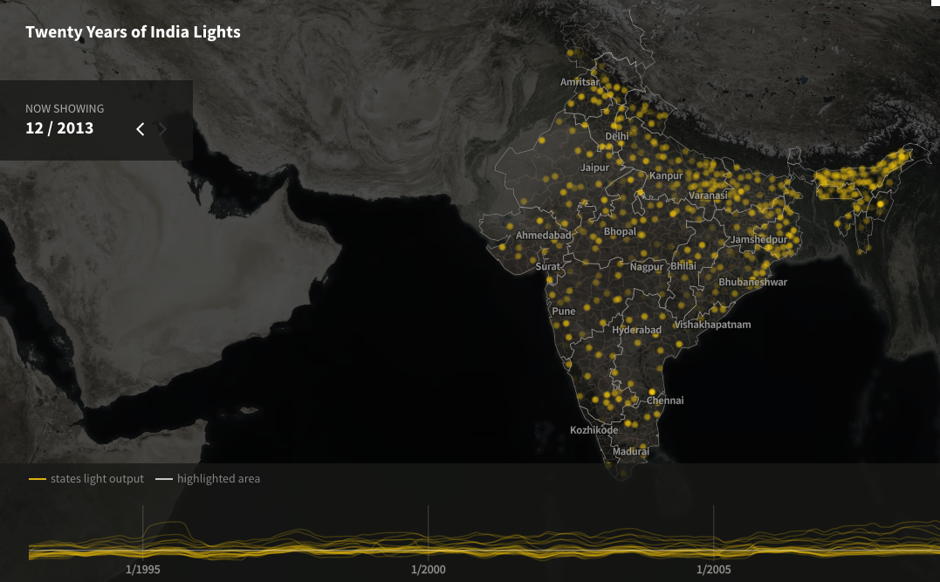 Twenty Years of India Lights
NOW SHOWING
12 / 2013
Amritsar
Delhi
Jaipur
Kanpur
Varanasi
Ahmedabad
Bhopal
Jamshedpur
Surat
Nagpur
Bhilai
Bhubaneshwar
Pune
Hyderabad
Vishakhapatnam
Chennai
Kozhikode
Madurai
states light output
highlighted area
1/1995
1/2000
1/2005